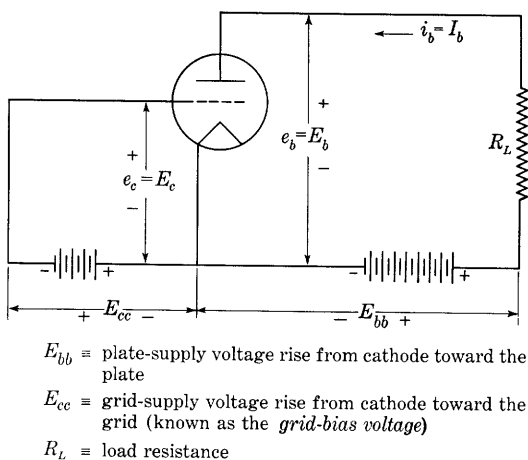 i_b = I_b
+
e_b = E_b
−
R_L
+
e_c = E_c
−
- +
- +
+ E_cc −
− E_bb +
E_bb ≡ plate-supply voltage rise from cathode toward the
plate
E_cc ≡ grid-supply voltage rise from cathode toward the
grid (known as the grid-bias voltage)
R_L ≡ load resistance